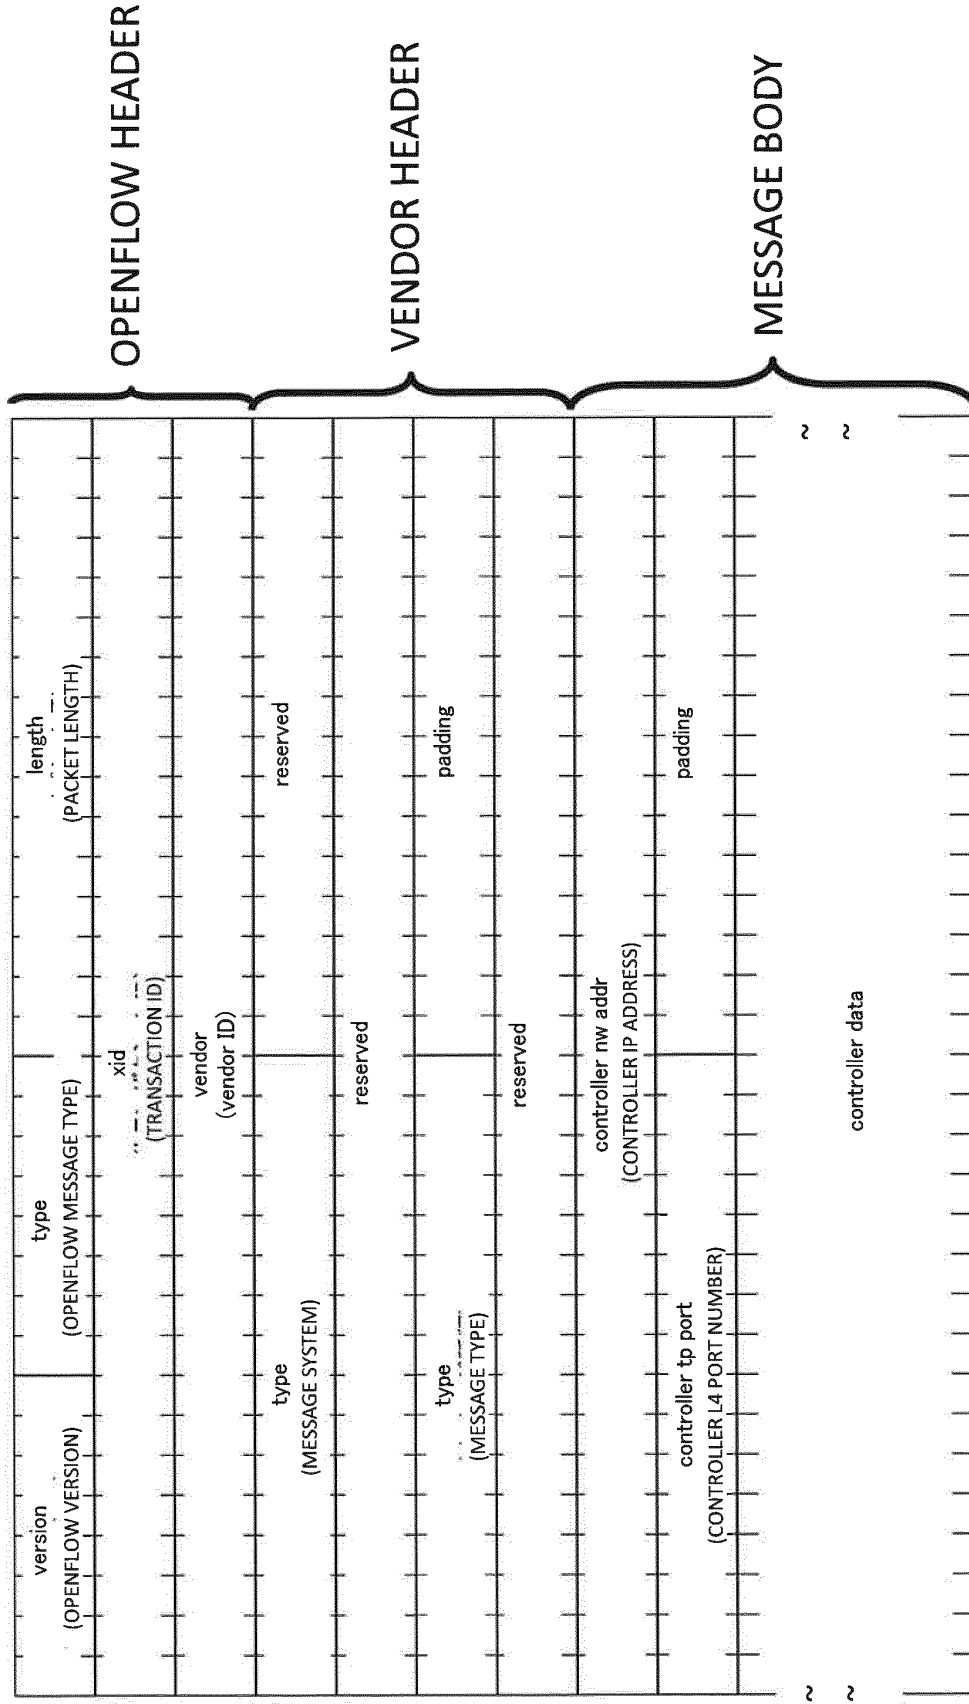 version
(OPENFLOW VERSION)
type
(OPENFLOW MESSAGE TYPE)
length
(PACKET LENGTH)
xid
(TRANSACTION ID)
vendor
(vendor ID)
OPENFLOW HEADER
type
(MESSAGE SYSTEM)
reserved
reserved
type
(MESSAGE TYPE)
padding
reserved
VENDOR HEADER
controller nw addr
(CONTROLLER IP ADDRESS)
controller tp port
(CONTROLLER L4 PORT NUMBER)
padding
controller data
MESSAGE BODY